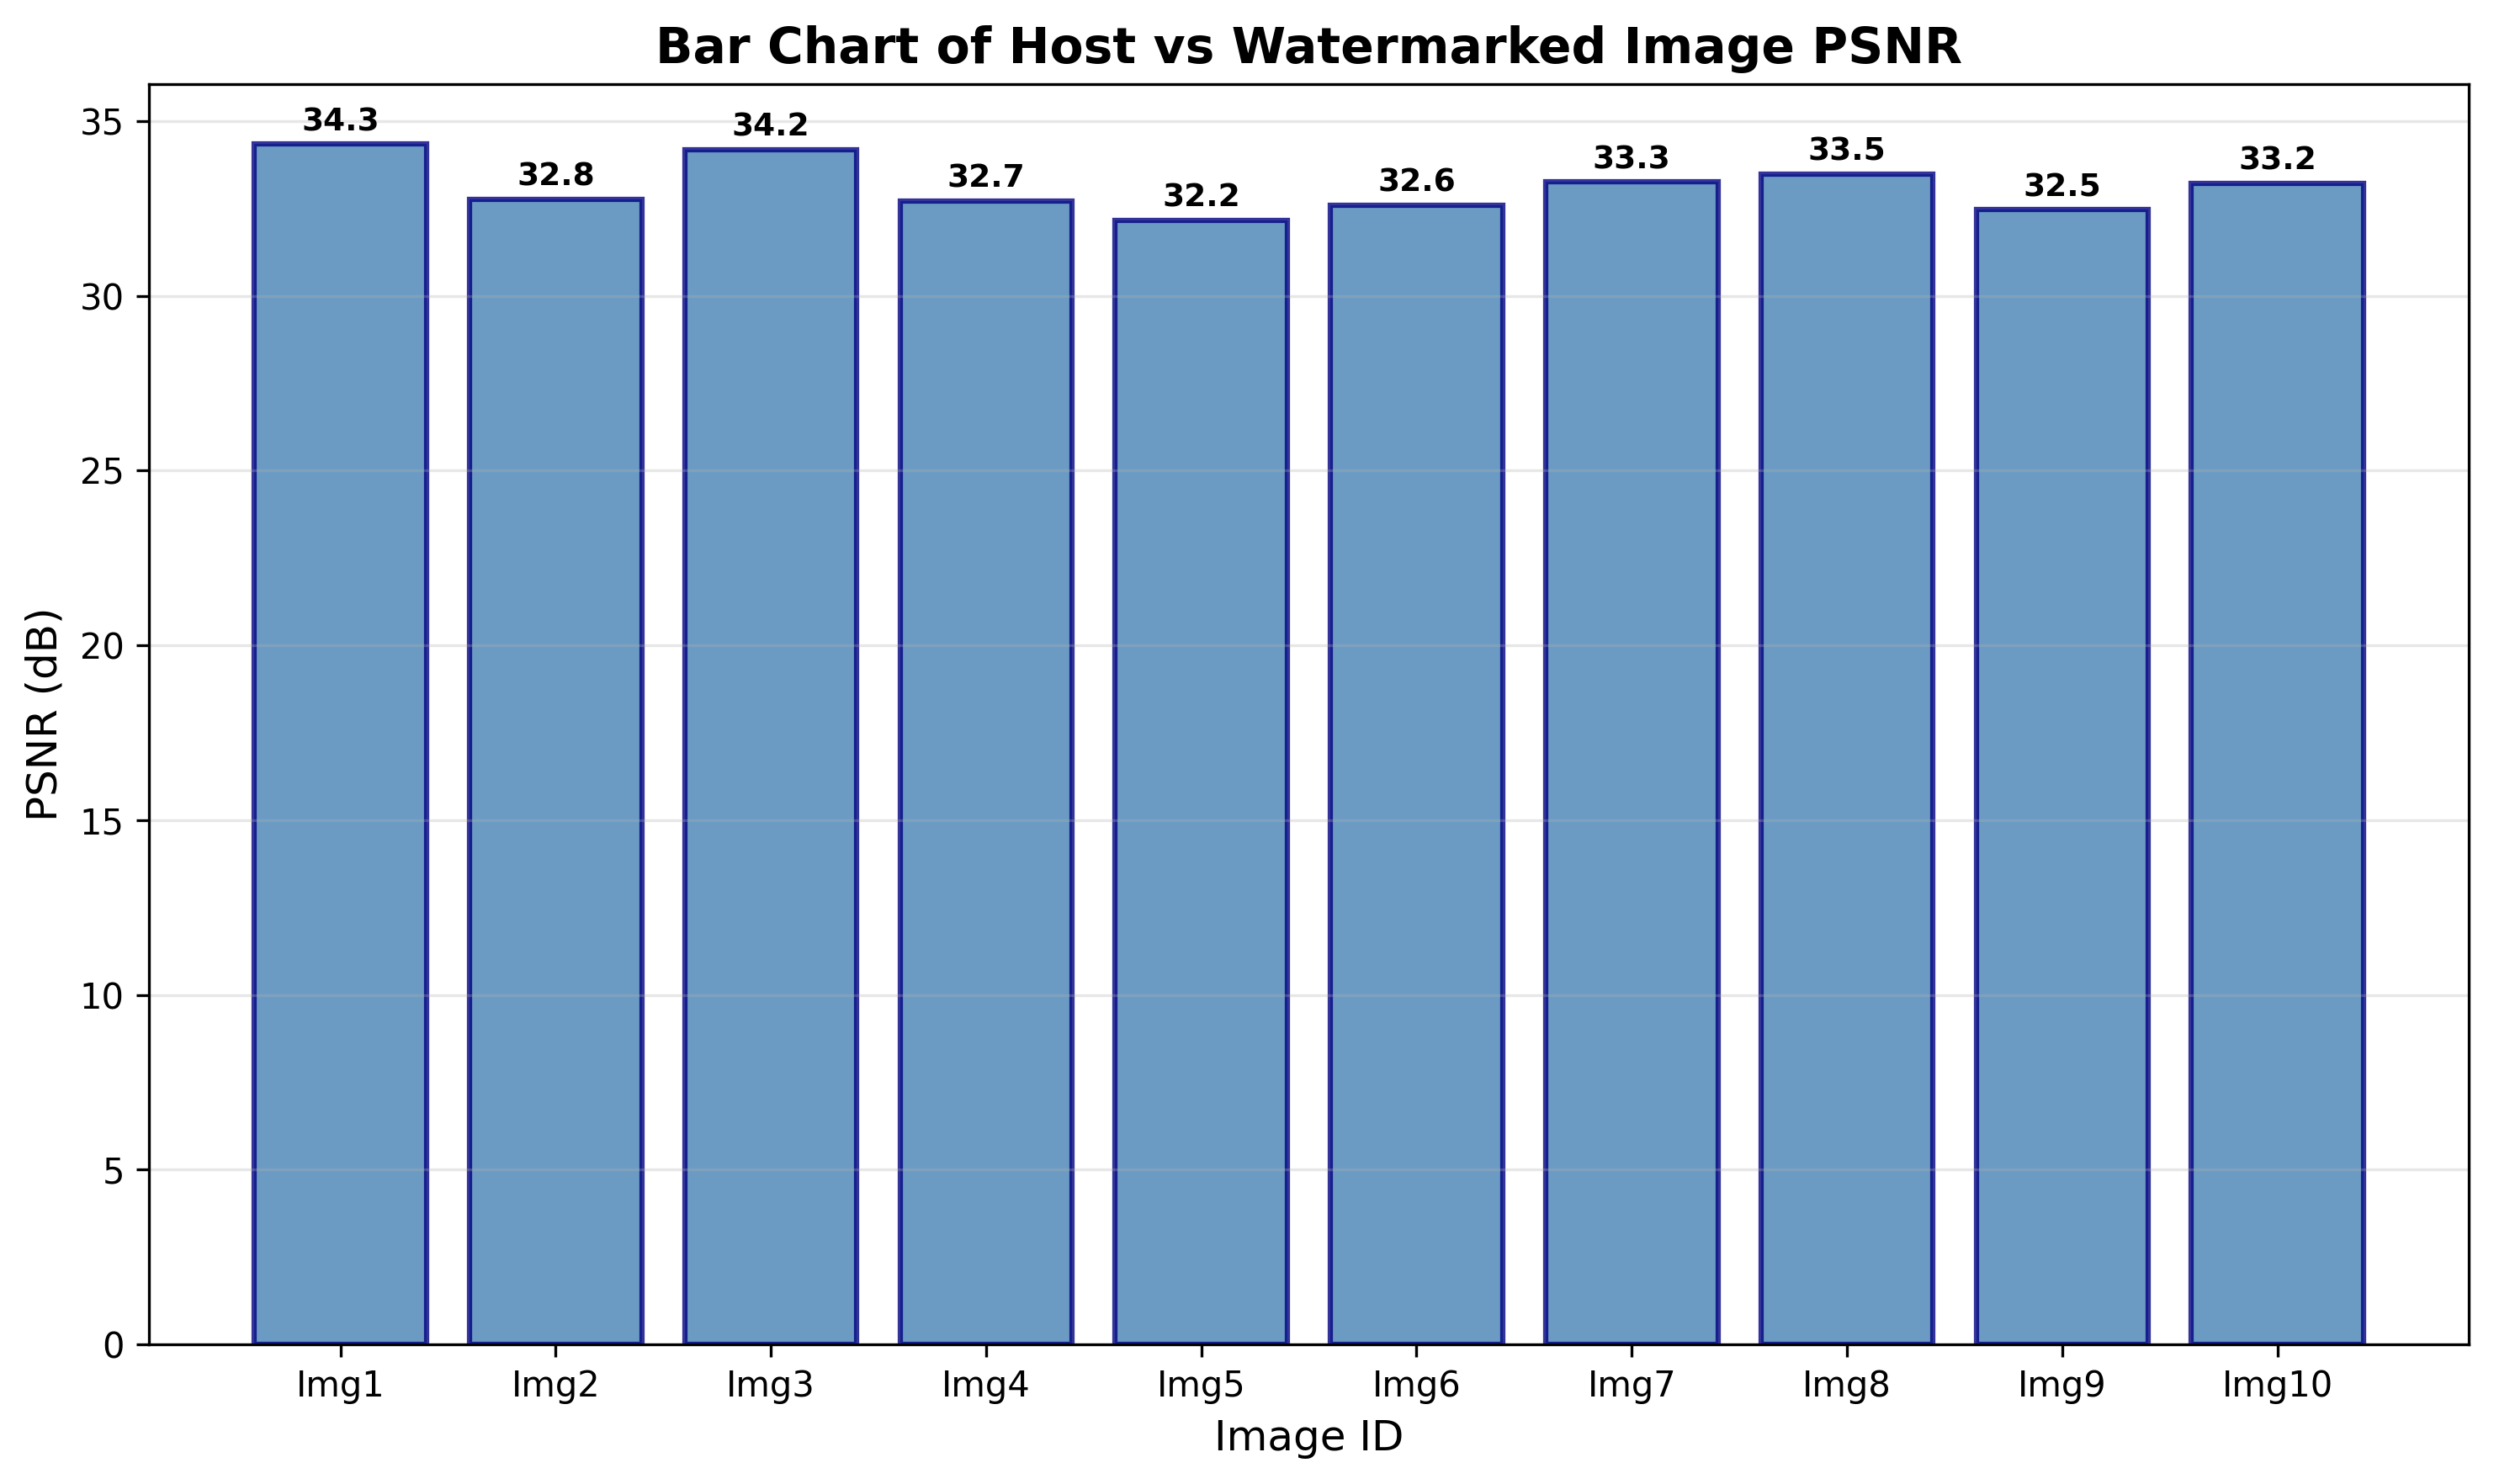 Bar Chart of Host vs Watermarked Image PSNR
PSNR (dB)
35
30
25
20
15
10
5
0
34.3
32.8
34.2
32.7
32.2
32.6
33.3
33.5
32.5
33.2
Img1
Img2
Img3
Img4
Img5
Img6
Img7
Img8
Img9
Img10
Image ID